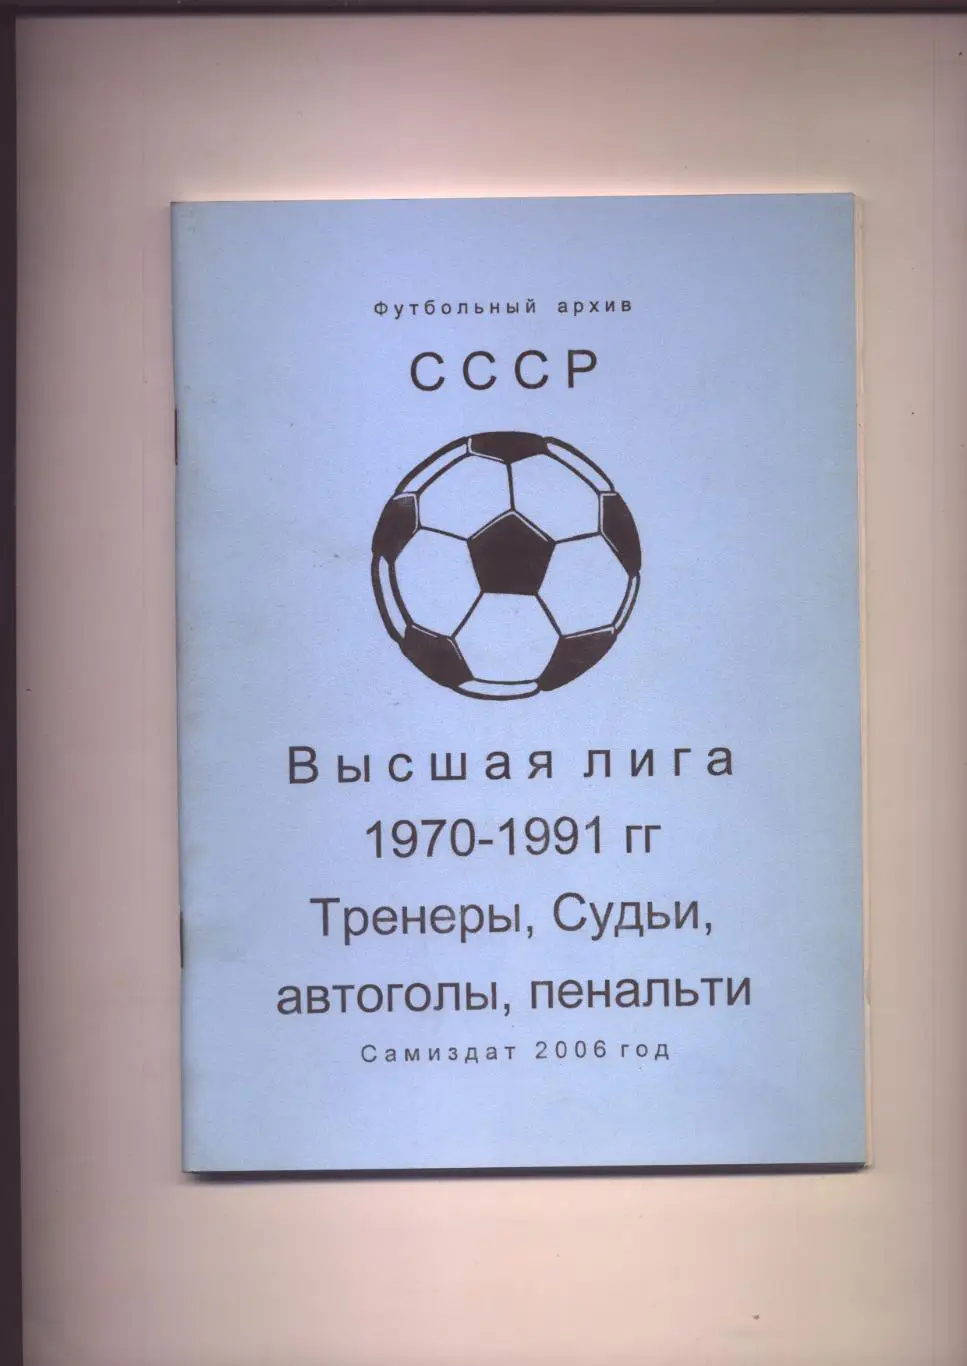 Футбольный архив
СССР
Высшая лига
1970-1991 гг
Тренеры, Судьи,
автоголы, пенальти
Самиздат 2006 год